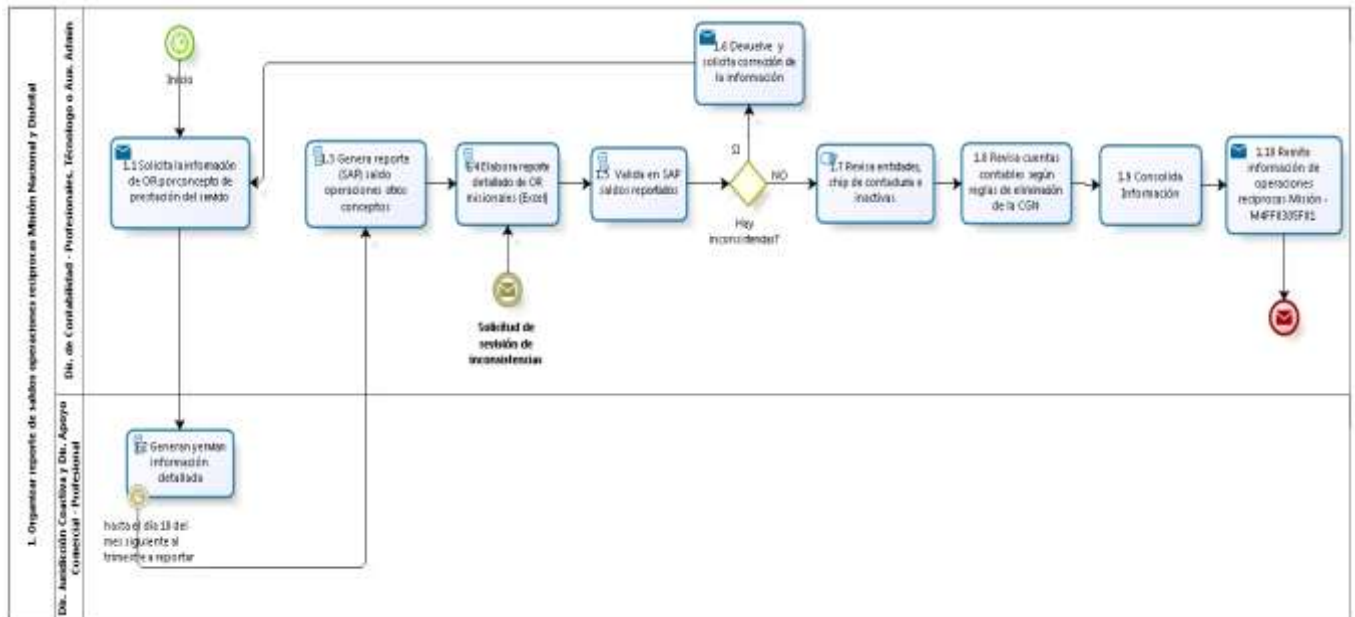 1. Organizar reporte de saldos operaciones reciprocas Misión Nacional y Distrital
Dir. de Contabilidad - Profesionales, Técnologo o Aux. Admin
Inicio
1.1 Solicita la información
de OR por concepto de
prestación del servicio
1.3 Genera reporte
(SAP) saldo
operaciones otros
conceptos
1.4 Elabora reporte
detallado de OR
misionales (Excel)
Solicitud de
revisión de
inconsistencias
1.5 Valida en SAP
saldos reportados
1.6 Devuelve y
solicita corrección de
la información
SI
NO
Hay
inconsistencias?
1.7 Revisa entidades,
chip de contaduria e
inactivas.
1.8 Revisa cuentas
contables según
reglas de eliminación
de la CGN
1.9 Consolida
Información
1.10 Remite
información de
operaciones
reciprocas Misión -
Dir. Jurisdicción Coactiva y Dir. Apoyo
Comercial - Profesional
Generan y envían
información
detallada
hasta el día 10 del
mes siguiente al
trimestre a reportar